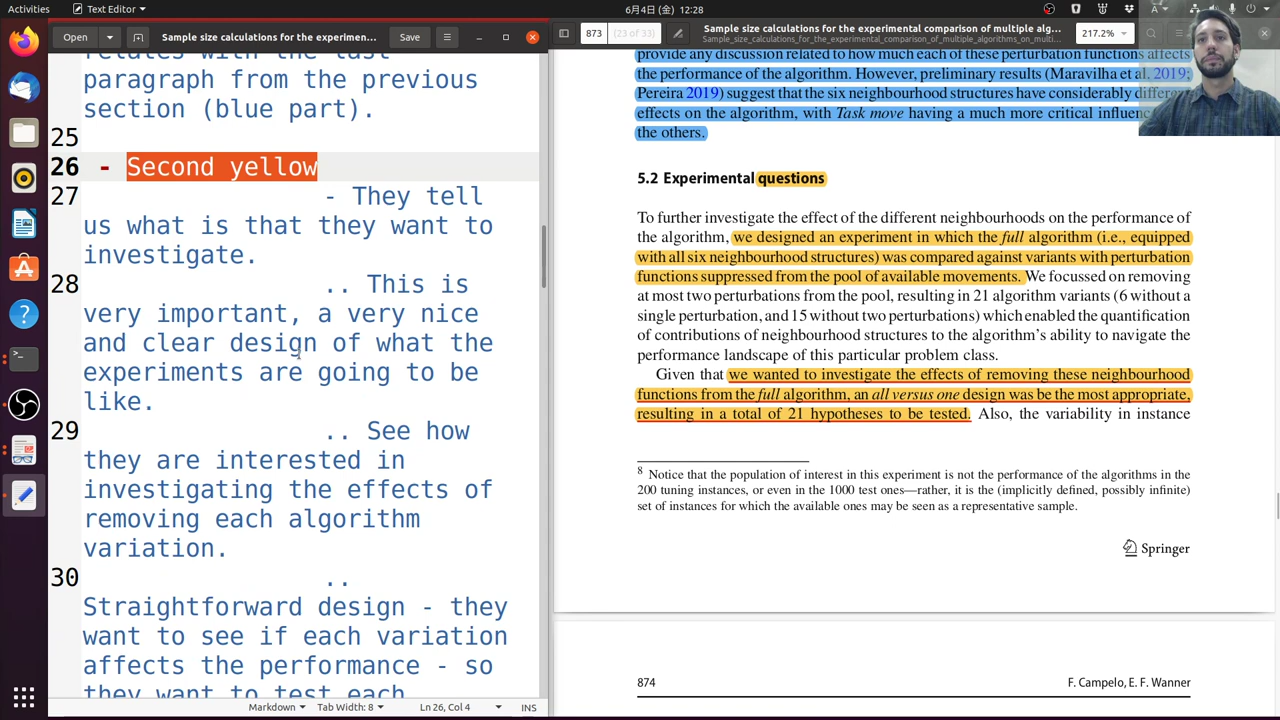 Activities
Text Editor
6月4日 (金) 12:28
Open
Sample size calculations for the experimen...
Save
873
(23 of 33)
Sample size calculations for the experimental comparison of multiple alg...
Sample_size_calculations_for_the_experimental_comparison_of_multiple_algorithms_on_multi...
217.2%
relates with the last
paragraph from the previous
section (blue part).
25
26 - Second yellow
27 - They tell
us what is that they want to
investigate.
28 .. This is
very important, a very nice
and clear design of what the
experiments are going to be
like.
29 .. See how
they are interested in
investigating the effects of
removing each algorithm
variation.
30 ..
Straightforward design - they
want to see if each variation
affects the performance - so
they want to test each
Markdown
Tab Width: 8
Ln 26, Col 4
INS
provide any discussion related to how much each of these perturbation functions affects
the performance of the algorithm. However, preliminary results (Maravilha et al. 2019;
Pereira 2019) suggest that the six neighbourhood structures have considerably different
effects on the algorithm, with Task move having a much more critical influence
the others.
5.2 Experimental questions
To further investigate the effect of the different neighbourhoods on the performance of
the algorithm, we designed an experiment in which the full algorithm (i.e., equipped
with all six neighbourhood structures) was compared against variants with perturbation
functions suppressed from the pool of available movements. We focussed on removing
at most two perturbations from the pool, resulting in 21 algorithm variants (6 without a
single perturbation, and 15 without two perturbations) which enabled the quantification
of contributions of neighbourhood structures to the algorithm's ability to navigate the
performance landscape of this particular problem class.
Given that we wanted to investigate the effects of removing these neighbourhood
functions from the full algorithm, an all versus one design was be the most appropriate,
resulting in a total of 21 hypotheses to be tested. Also, the variability in instance
8 Notice that the population of interest in this experiment is not the performance of the algorithms in the
200 tuning instances, or even in the 1000 test ones—rather, it is the (implicitly defined, possibly infinite)
set of instances for which the available ones may be seen as a representative sample.
Springer
874
F. Campelo, E. F. Wanner